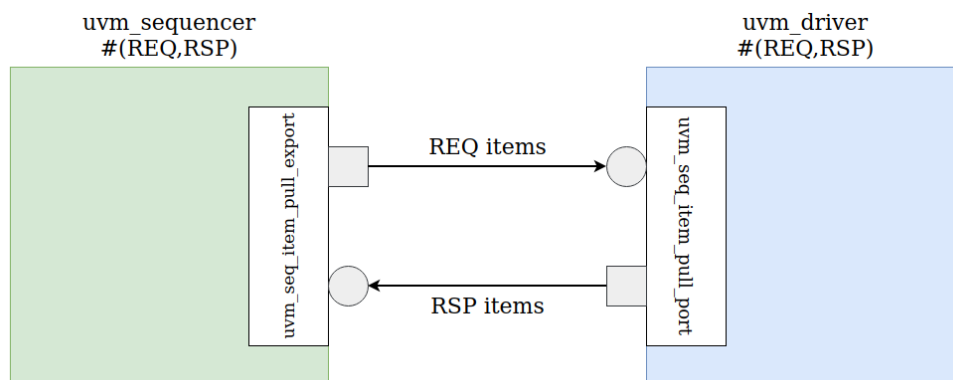 uvm_sequencer
#(REQ,RSP)
uvm_driver
#(REQ,RSP)
uvm_seq_item_pull_export
REQ items
RSP items
uvm_seq_item_pull_port